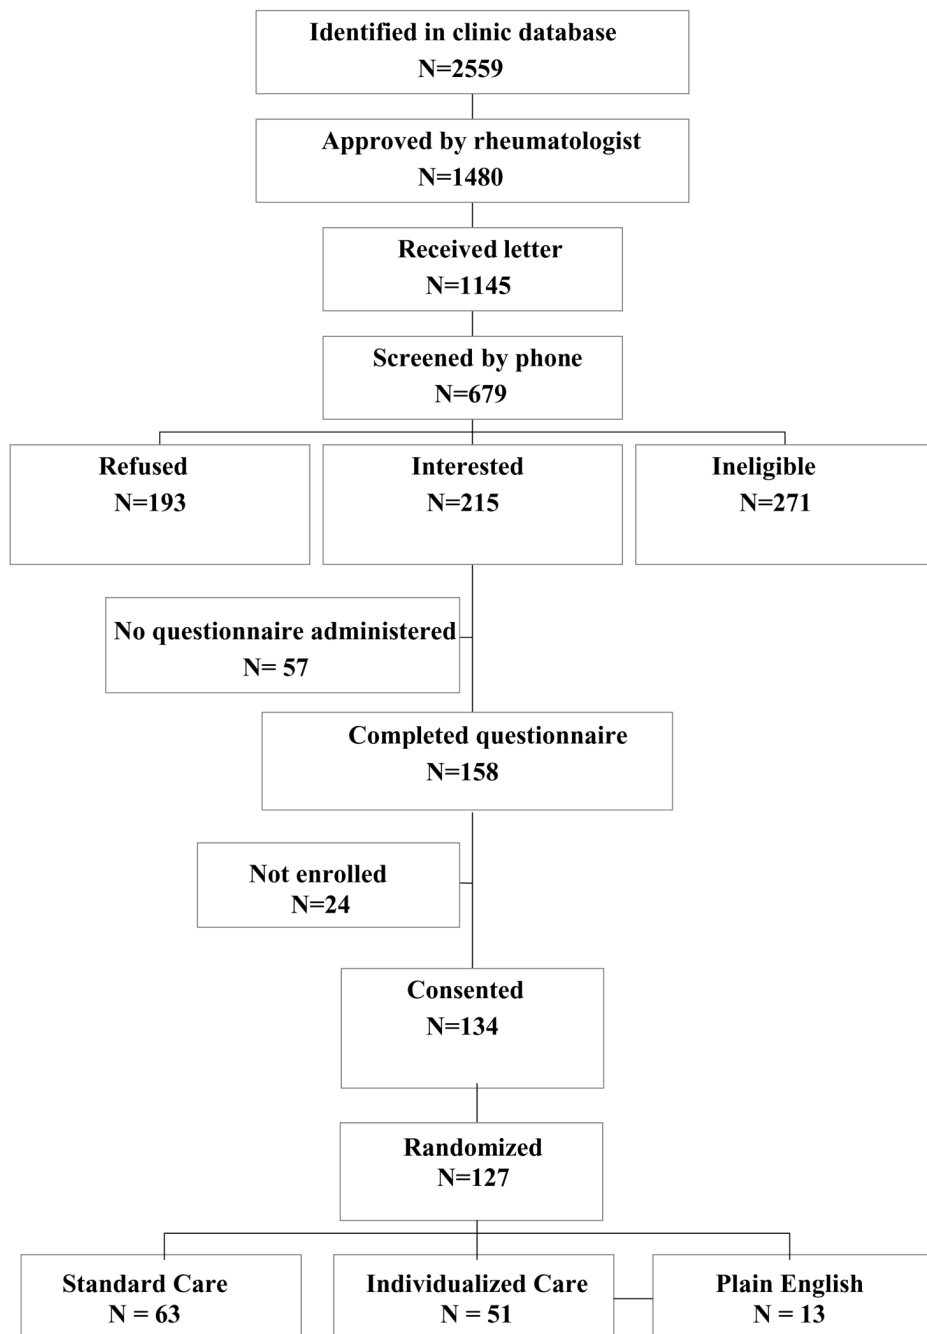 Identified in clinic database
N=2559
Approved by rheumatologist
N=1480
Received letter
N=1145
Screened by phone
N=679
Refused
N=193
Interested
N=215
Ineligible
N=271
No questionnaire administered
N= 57
Completed questionnaire
N=158
Not enrolled
N=24
Consented
N=134
Randomized
N=127
Standard Care
N = 63
Individualized Care
N = 51
Plain English
N = 13